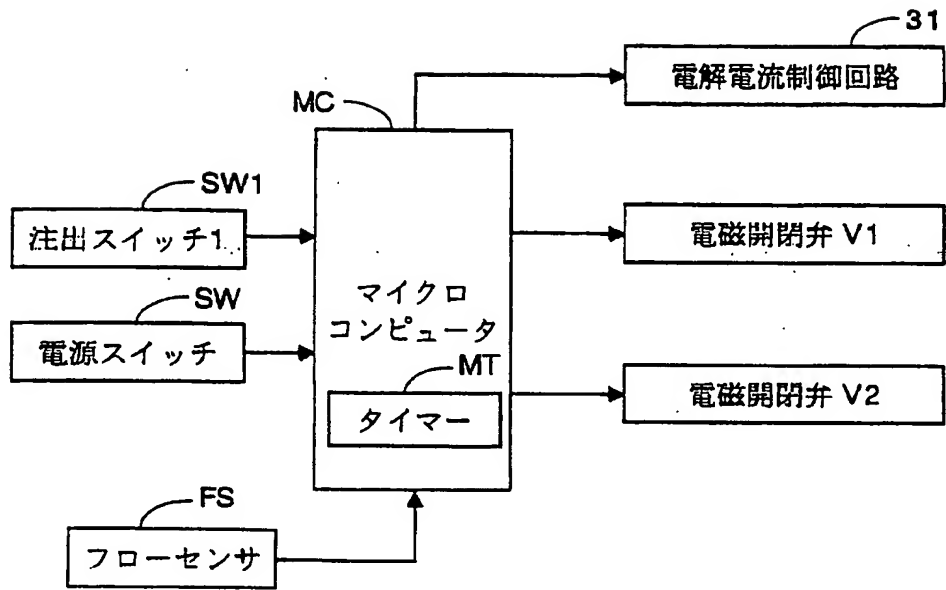 31
電解電流制御回路
MC
SW1
注出スイッチ1
電磁開閉弁 V1
SW
電源スイッチ
マイクロ
コンピュータ
MT
タイマー
電磁開閉弁 V2
FS
フローセンサ